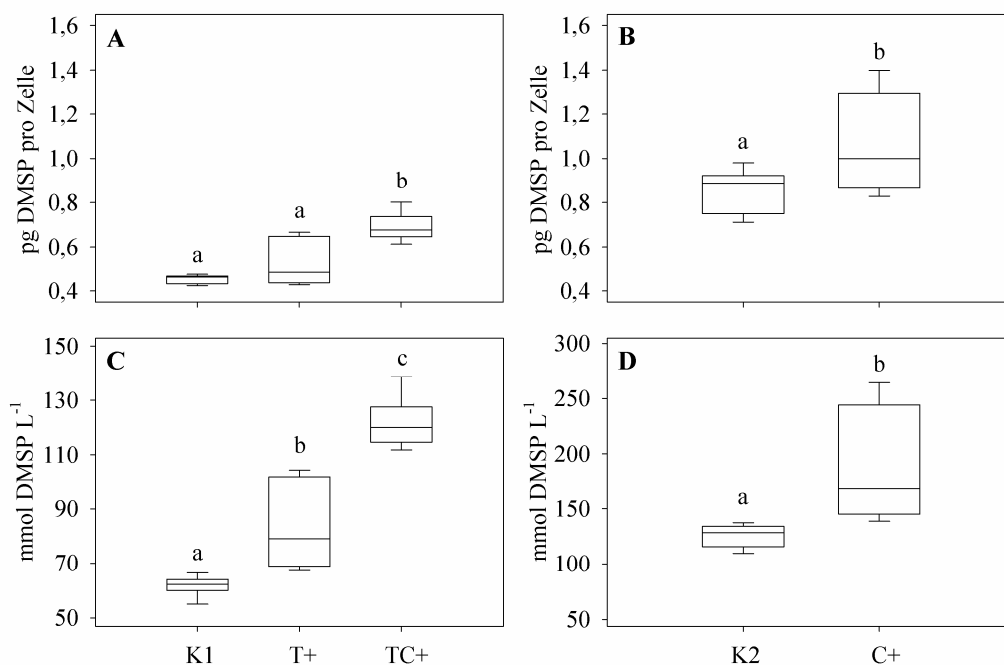 A
pg DMSP pro Zelle
1,6
1,4
1,2
1,0
0,8
0,6
0,4
a
a
b
B
pg DMSP pro Zelle
1,6
1,4
1,2
1,0
0,8
0,6
0,4
a
b
C
mmol DMSP L⁻¹
150
130
110
90
70
50
a
b
c
K1 T+ TC+
D
mmol DMSP L⁻¹
300
250
200
150
100
50
a
b
K2 C+